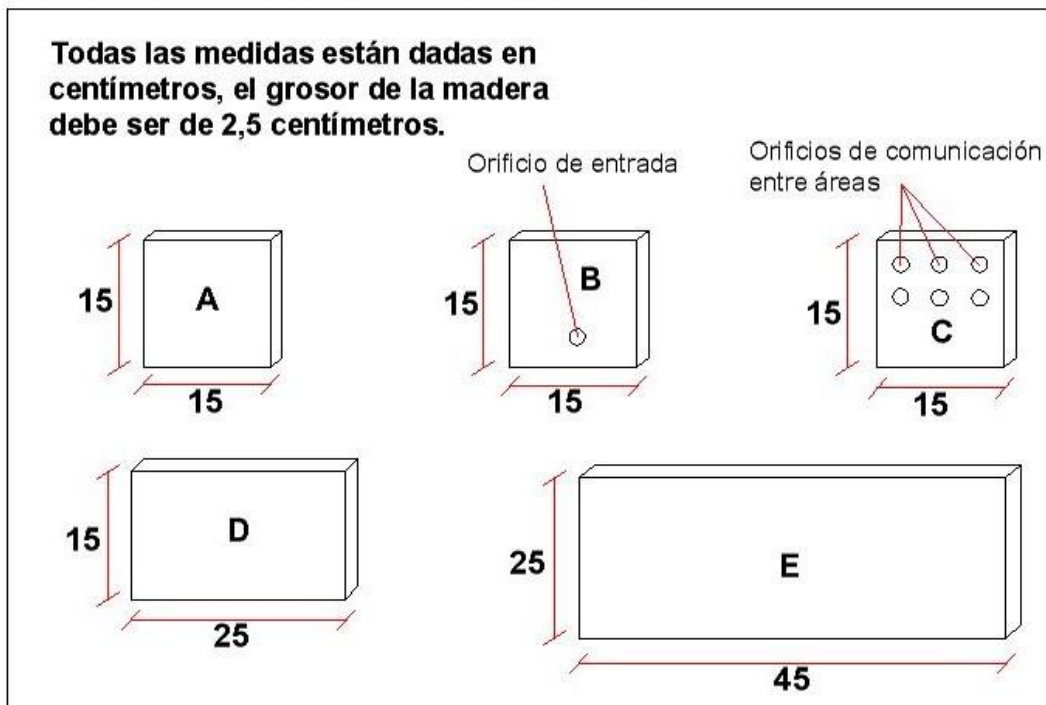 Todas las medidas están dadas en
centímetros, el grosor de la madera
debe ser de 2,5 centímetros.
Orificio de entrada
Orificios de comunicación
entre áreas
15
A
15
15
B
15
15
C
15
15
D
25
25
E
45